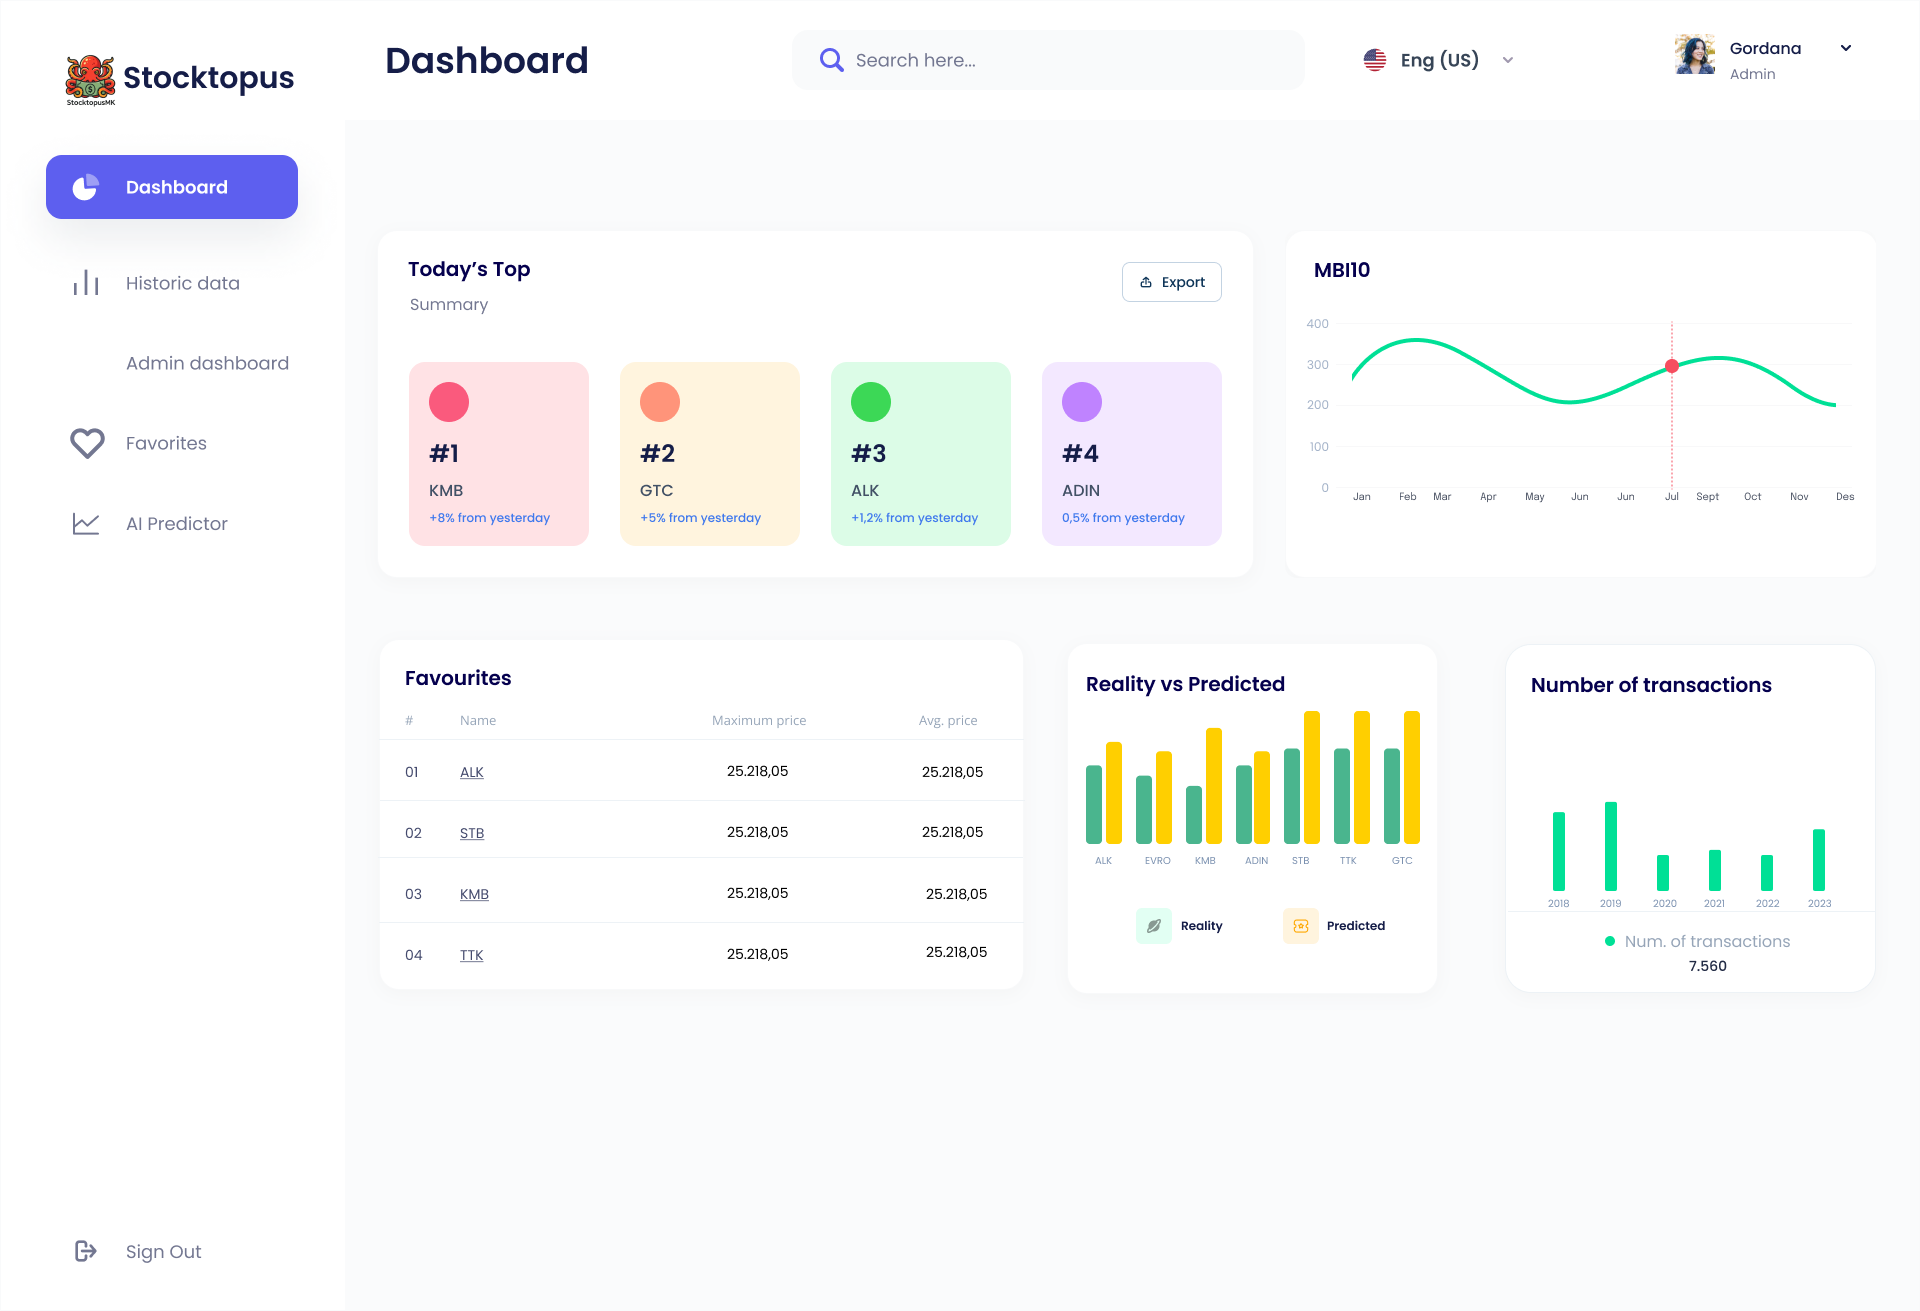 StocktopusMK
Stocktopus
Dashboard
Search here...
Eng (US)
Gordana
Admin
Dashboard
Historic data
Admin dashboard
Favorites
AI Predictor
Sign Out
Today’s Top
Summary
Export
#1
KMB
+8% from yesterday
#2
GTC
+5% from yesterday
#3
ALK
+1,2% from yesterday
#4
ADIN
0,5% from yesterday
MBI10
400
300
200
100
0
Jan Feb Mar Apr May Jun Jun Jul Sept Oct Nov Des
Favourites
# Name Maximum price Avg. price
01 ALK 25.218,05 25.218,05
02 STB 25.218,05 25.218,05
03 KMB 25.218,05 25.218,05
04 TTK 25.218,05 25.218,05
Reality vs Predicted
ALK EVRO KMB ADIN STB TTK GTC
Reality Predicted
Number of transactions
2018 2019 2020 2021 2022 2023
Num. of transactions
7.560